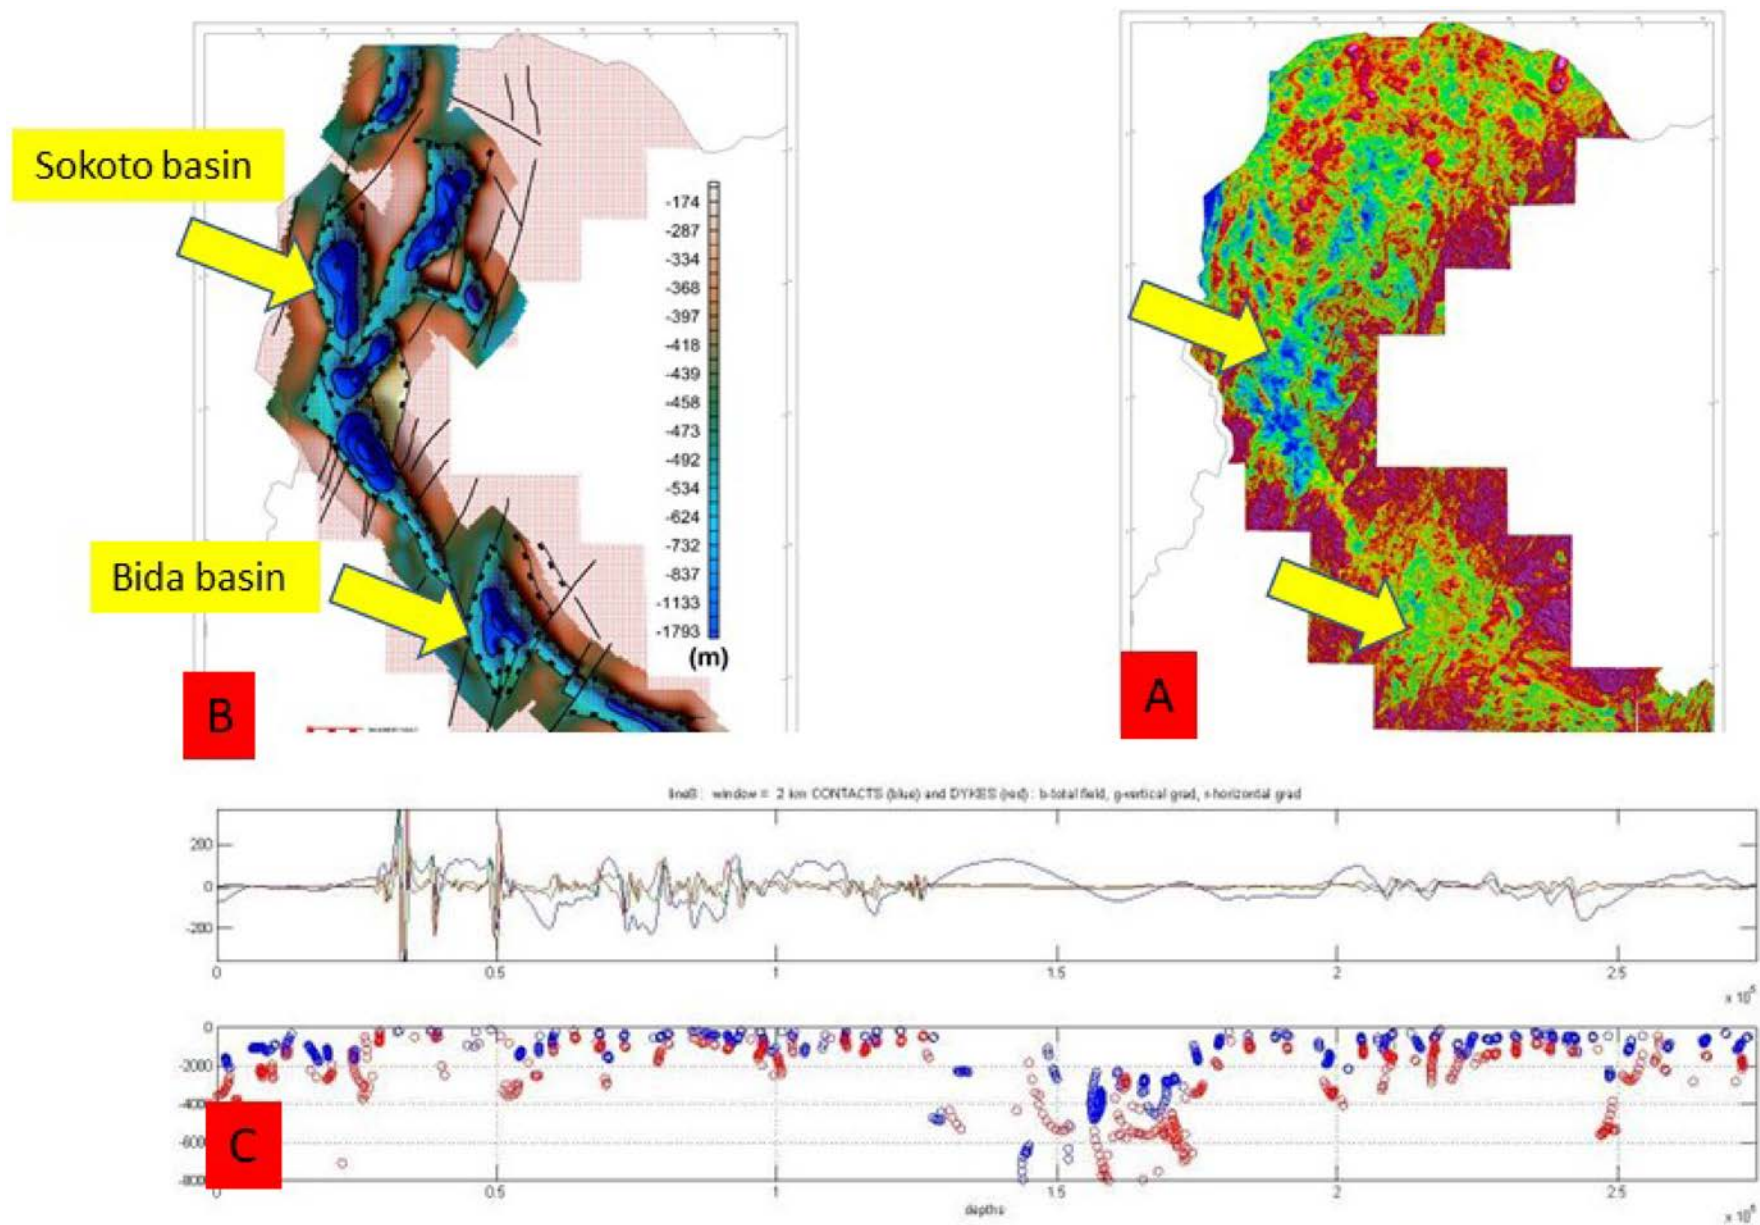 Sokoto basin
-174
-287
-334
-368
-397
-418
-439
-458
-473
-492
-534
-624
-732
-837
-1133
-1793
(m)
Bida basin
B
A
line8: window = 2 km CONTACTS (blue) and DYKES (red) : b-total field, g-vertical grad, r-horizontal grad
200
0
-200
0 0.5 1 1.5 2 2.5
x 10⁵
0
-2000
-400
-6000
-800
C
0 0.5 1 1.5 2 2.5
depths